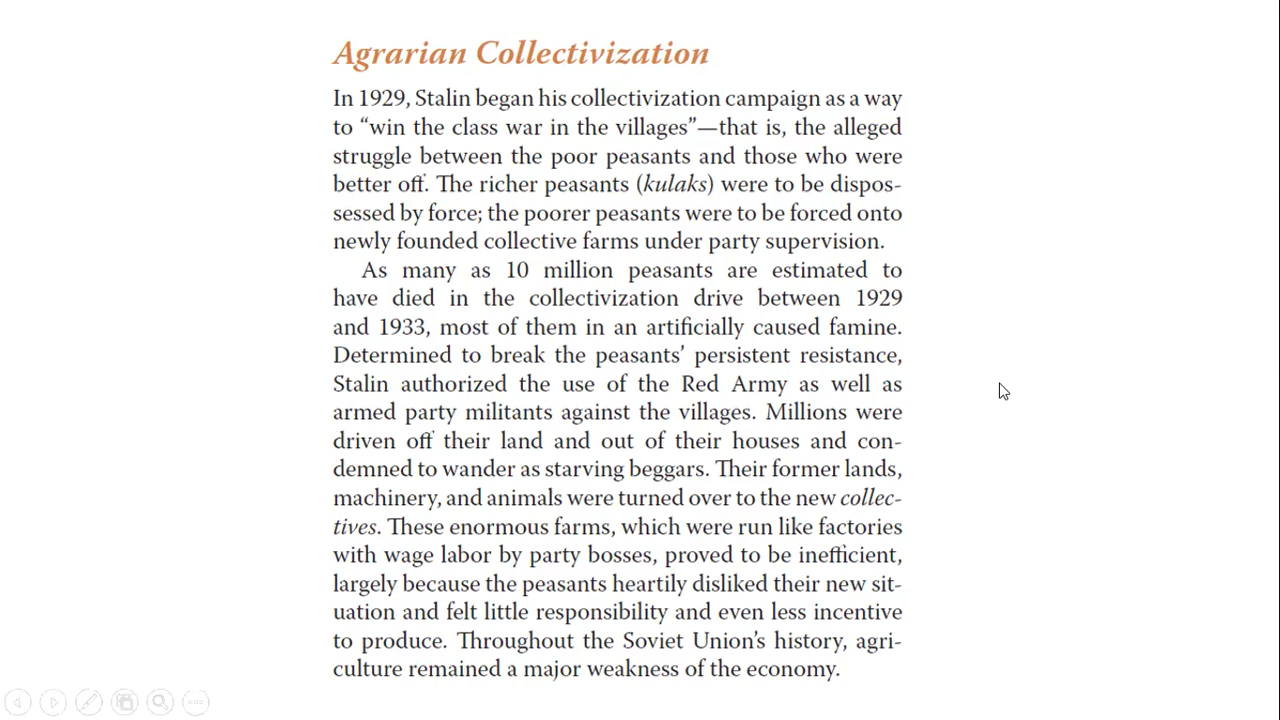 Agrarian Collectivization
In 1929, Stalin began his collectivization campaign as a way
to “win the class war in the villages”—that is, the alleged
struggle between the poor peasants and those who were
better off. The richer peasants (kulaks) were to be dispos-
sessed by force; the poorer peasants were to be forced onto
newly founded collective farms under party supervision.
As many as 10 million peasants are estimated to
have died in the collectivization drive between 1929
and 1933, most of them in an artificially caused famine.
Determined to break the peasants’ persistent resistance,
Stalin authorized the use of the Red Army as well as
armed party militants against the villages. Millions were
driven off their land and out of their houses and con-
demned to wander as starving beggars. Their former lands,
machinery, and animals were turned over to the new collec-
tives. These enormous farms, which were run like factories
with wage labor by party bosses, proved to be inefficient,
largely because the peasants heartily disliked their new sit-
uation and felt little responsibility and even less incentive
to produce. Throughout the Soviet Union’s history, agri-
culture remained a major weakness of the economy.